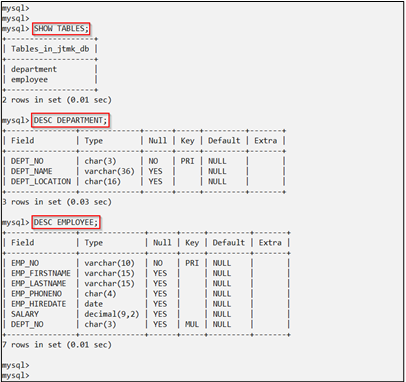 mysql>
mysql>
mysql> SHOW TABLES;
+-------------------+
| Tables_in_jtmk_db |
+-------------------+
| department        |
| employee          |
+-------------------+
2 rows in set (0.01 sec)
mysql> DESC DEPARTMENT;
+---------------+-------------+------+-----+---------+-------+
| Field         | Type        | Null | Key | Default | Extra |
+---------------+-------------+------+-----+---------+-------+
| DEPT_NO       | char(3)     | NO   | PRI | NULL    |       |
| DEPT_NAME     | varchar(36) | YES  |     | NULL    |       |
| DEPT_LOCATION | char(16)    | YES  |     | NULL    |       |
+---------------+-------------+------+-----+---------+-------+
3 rows in set (0.03 sec)
mysql> DESC EMPLOYEE;
+---------------+--------------+------+-----+---------+-------+
| Field         | Type         | Null | Key | Default | Extra |
+---------------+--------------+------+-----+---------+-------+
| EMP_NO        | varchar(10)  | NO   | PRI | NULL    |       |
| EMP_FIRSTNAME | varchar(15)  | YES  |     | NULL    |       |
| EMP_LASTNAME  | varchar(15)  | YES  |     | NULL    |       |
| EMP_PHONENO   | char(4)      | YES  |     | NULL    |       |
| EMP_HIREDATE  | date         | YES  |     | NULL    |       |
| SALARY        | decimal(9,2) | YES  |     | NULL    |       |
| DEPT_NO       | char(3)      | YES  | MUL | NULL    |       |
+---------------+--------------+------+-----+---------+-------+
7 rows in set (0.01 sec)
mysql>
mysql>